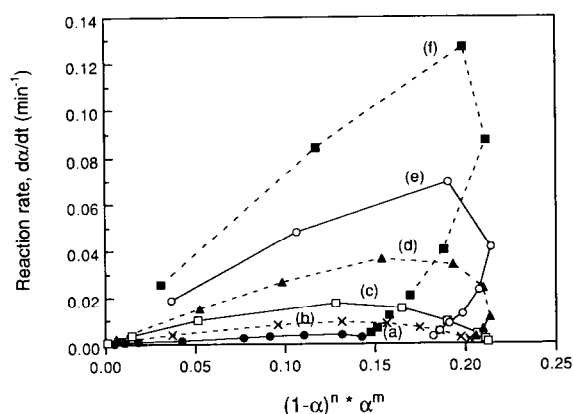 0.14
0.12
0.10
0.08
0.06
0.04
0.02
0.00
Reaction rate, dα/dt (min⁻¹)
(f)
(e)
(d)
(c)
(b)
(a)
0.00 0.05 0.10 0.15 0.20 0.25
(1-α)ⁿ * αᵐ